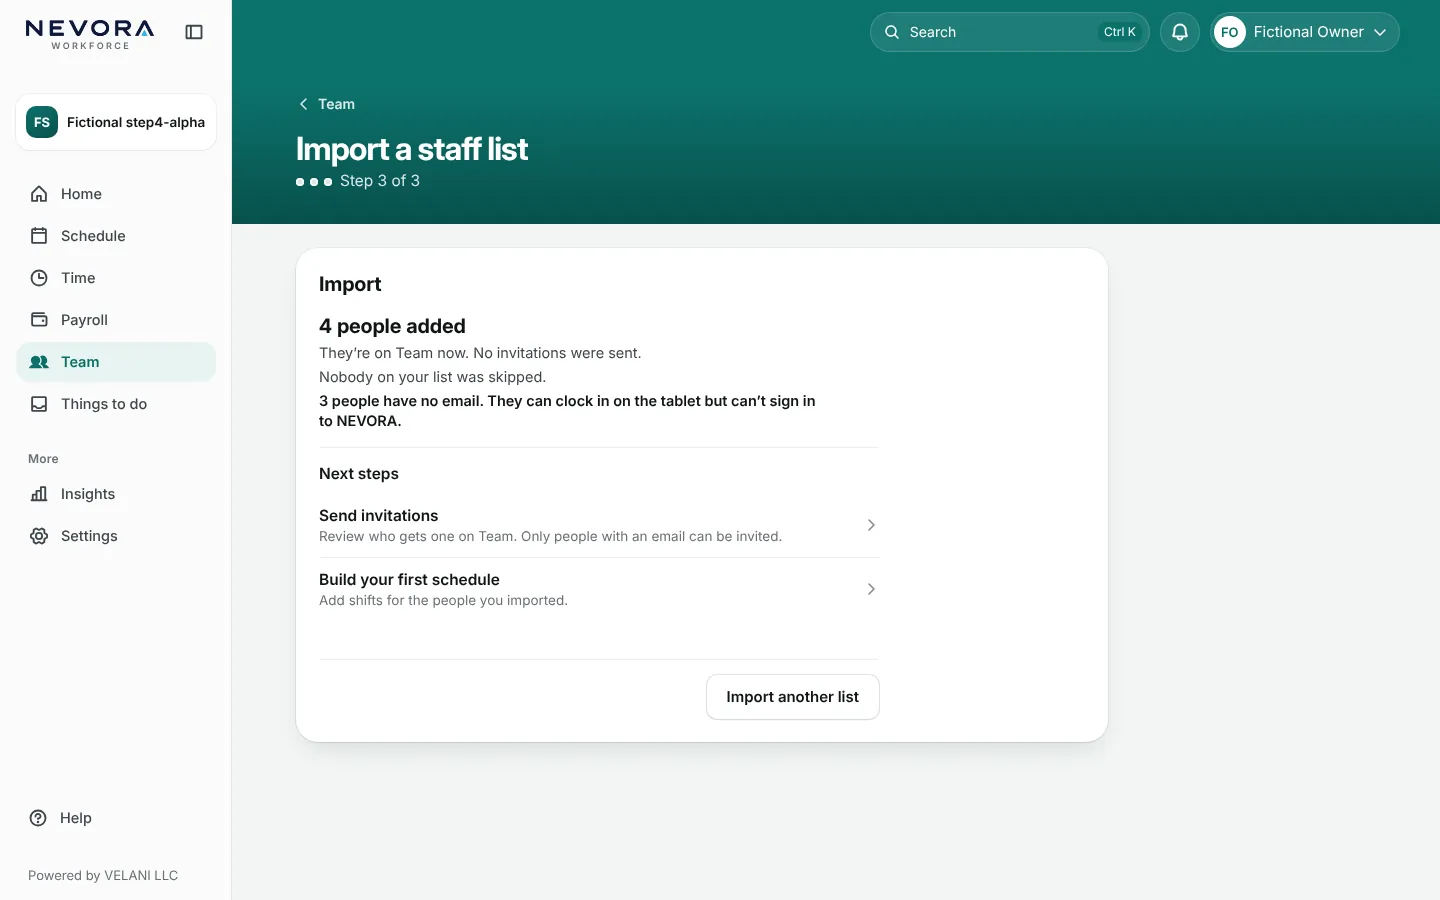 NEVORA
WORKFORCE
Search
Ctrl K
FO
Fictional Owner
FS
Fictional step4-alpha
Home
Schedule
Time
Payroll
Team
Things to do
More
Insights
Settings
Help
Powered by VELANI LLC
Team
Import a staff list
Step 3 of 3
Import
4 people added
They’re on Team now. No invitations were sent.
Nobody on your list was skipped.
3 people have no email. They can clock in on the tablet but can’t sign in
to NEVORA.
Next steps
Send invitations
Review who gets one on Team. Only people with an email can be invited.
Build your first schedule
Add shifts for the people you imported.
Import another list